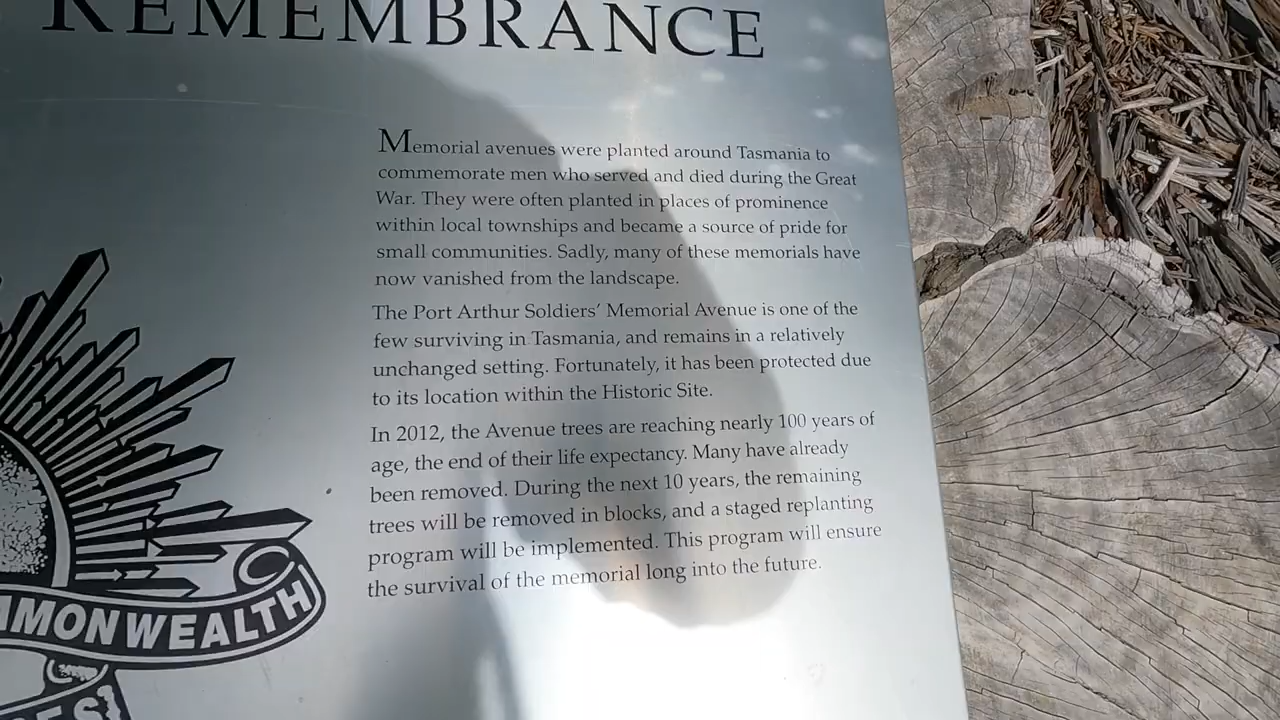 REMEMBRANCE
Memorial avenues were planted around Tasmania to
commemorate men who served and died during the Great
War. They were often planted in places of prominence
within local townships and became a source of pride for
small communities. Sadly, many of these memorials have
now vanished from the landscape.
The Port Arthur Soldiers' Memorial Avenue is one of the
few surviving in Tasmania, and remains in a relatively
unchanged setting. Fortunately, it has been protected due
to its location within the Historic Site.
In 2012, the Avenue trees are reaching nearly 100 years of
age, the end of their life expectancy. Many have already
been removed. During the next 10 years, the remaining
trees will be removed in blocks, and a staged replanting
program will be implemented. This program will ensure
the survival of the memorial long into the future.
MMONWEALTH